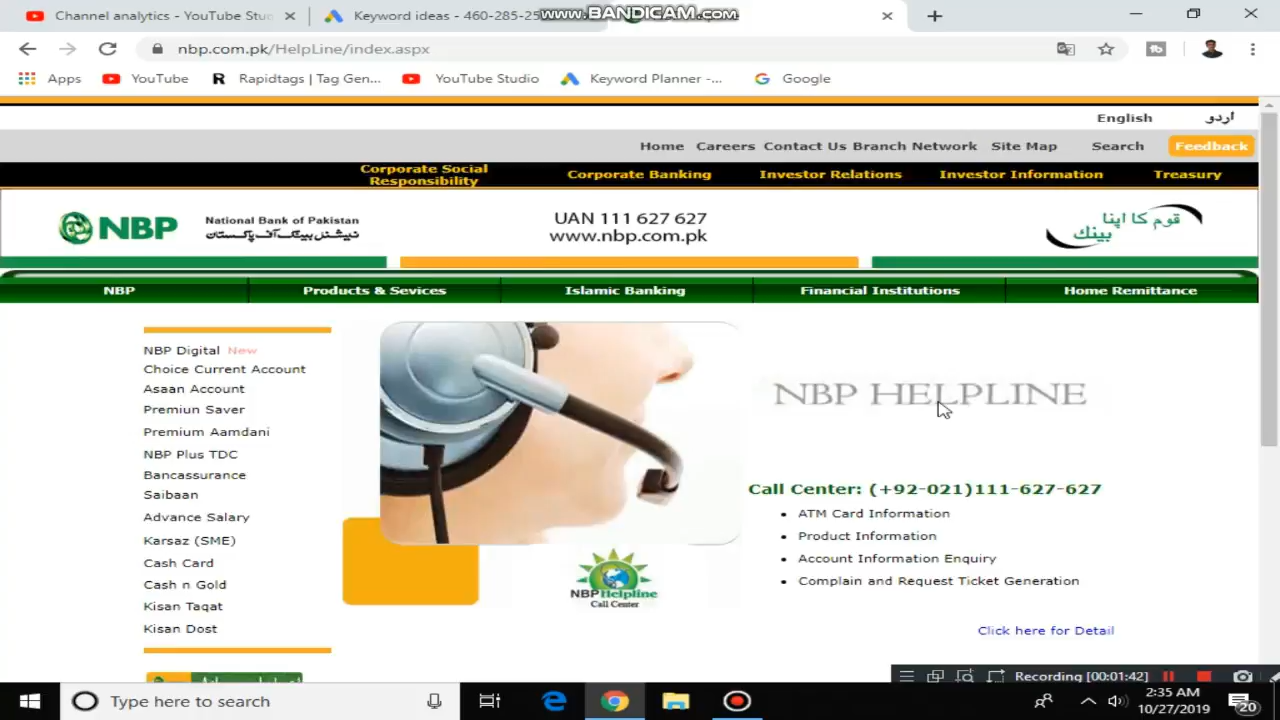 Channel analytics - YouTube Stu
Keyword ideas - 460-285-25
www.BANDICAM.com
nbp.com.pk/HelpLine/index.aspx
Apps
YouTube
Rapidtags | Tag Gen...
YouTube Studio
Keyword Planner -...
Google
English
اردو
Home
Careers
Contact Us
Branch Network
Site Map
Search
Feedback
Corporate Social
Responsibility
Corporate Banking
Investor Relations
Investor Information
Treasury
NBP
National Bank of Pakistan
نیشنل بینک آف پاکستان
UAN 111 627 627
www.nbp.com.pk
قوم کا اپنا
بینک
NBP
Products & Sevices
Islamic Banking
Financial Institutions
Home Remittance
NBP Digital New
Choice Current Account
Asaan Account
Premiun Saver
Premium Aamdani
NBP Plus TDC
Bancassurance
Saibaan
Advance Salary
Karsaz (SME)
Cash Card
Cash n Gold
Kisan Taqat
Kisan Dost
NBP HELPLINE
Call Center: (+92-021)111-627-627
ATM Card Information
Product Information
Account Information Enquiry
Complain and Request Ticket Generation
NBP Helpline
Call Center
Click here for Detail
Recording [00:01:42]
Type here to search
2:35 AM
10/27/2019
20